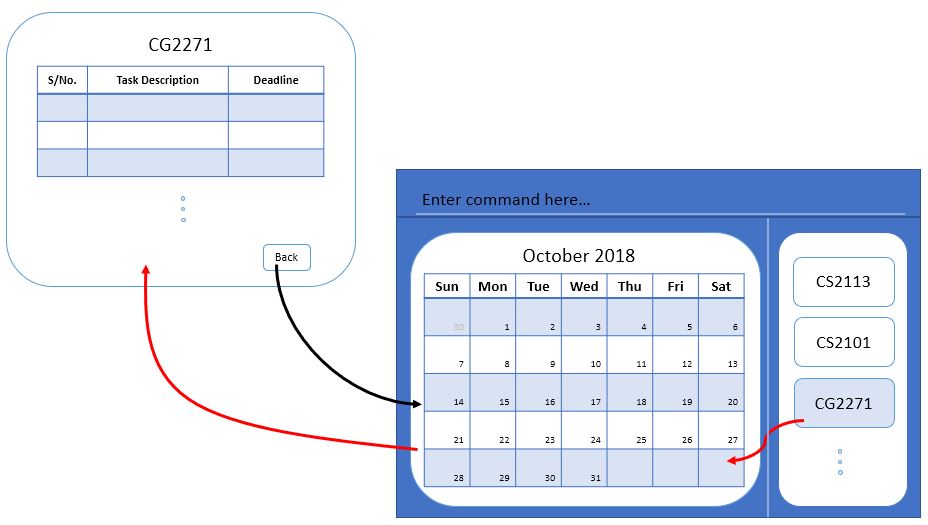 CG2271
S/No. Task Description Deadline
Back
Enter command here...
October 2018
Sun Mon Tue Wed Thu Fri Sat
30 1 2 3 4 5 6
7 8 9 10 11 12 13
14 15 16 17 18 19 20
21 22 23 24 25 26 27
28 29 30 31
CS2113
CS2101
CG2271